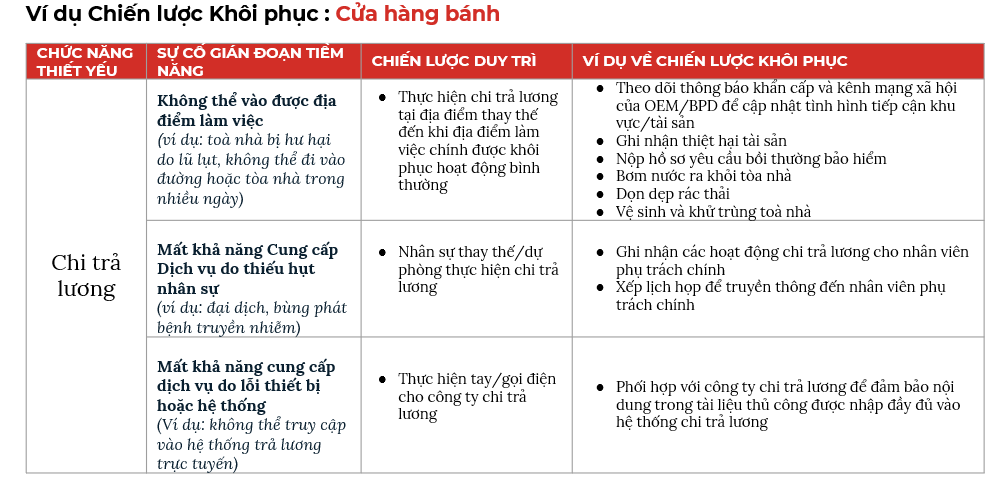 Ví dụ Chiến lược Khôi phục : Cửa hàng bánh
CHỨC NĂNG
THIẾT YẾU
SỰ CỐ GIÁN ĐOẠN TIỀM
NĂNG
CHIẾN LƯỢC DUY TRÌ
VÍ DỤ VỀ CHIẾN LƯỢC KHÔI PHỤC
Chi trả
lương
Không thể vào được địa
điểm làm việc
(ví dụ: toà nhà bị hư hại
do lũ lụt, không thể đi vào
đường hoặc tòa nhà trong
nhiều ngày)
● Thực hiện chi trả lương
tại địa điểm thay thế
đến khi địa điểm làm
việc chính được khôi
phục hoạt động bình
thường
● Theo dõi thông báo khẩn cấp và kênh mạng xã hội
của OEM/BPD để cập nhật tình hình tiếp cận khu
vực/tài sản
● Ghi nhận thiệt hại tài sản
● Nộp hồ sơ yêu cầu bồi thường bảo hiểm
● Bơm nước ra khỏi tòa nhà
● Dọn dẹp rác thải
● Vệ sinh và khử trùng toà nhà
Mất khả năng Cung cấp
Dịch vụ do thiếu hụt
nhân sự
(ví dụ: đại dịch, bùng phát
bệnh truyền nhiễm)
● Nhân sự thay thế/dự
phòng thực hiện chi trả
lương
● Ghi nhận các hoạt động chi trả lương cho nhân viên
phụ trách chính
● Xếp lịch họp để truyền thông đến nhân viên phụ
trách chính
Mất khả năng cung cấp
dịch vụ do lỗi thiết bị
hoặc hệ thống
(Ví dụ: không thể truy cập
vào hệ thống trả lương
trực tuyến)
● Thực hiện tay/gọi điện
cho công ty chi trả
lương
● Phối hợp với công ty chi trả lương để đảm bảo nội
dung trong tài liệu thủ công được nhập đầy đủ vào
hệ thống chi trả lương